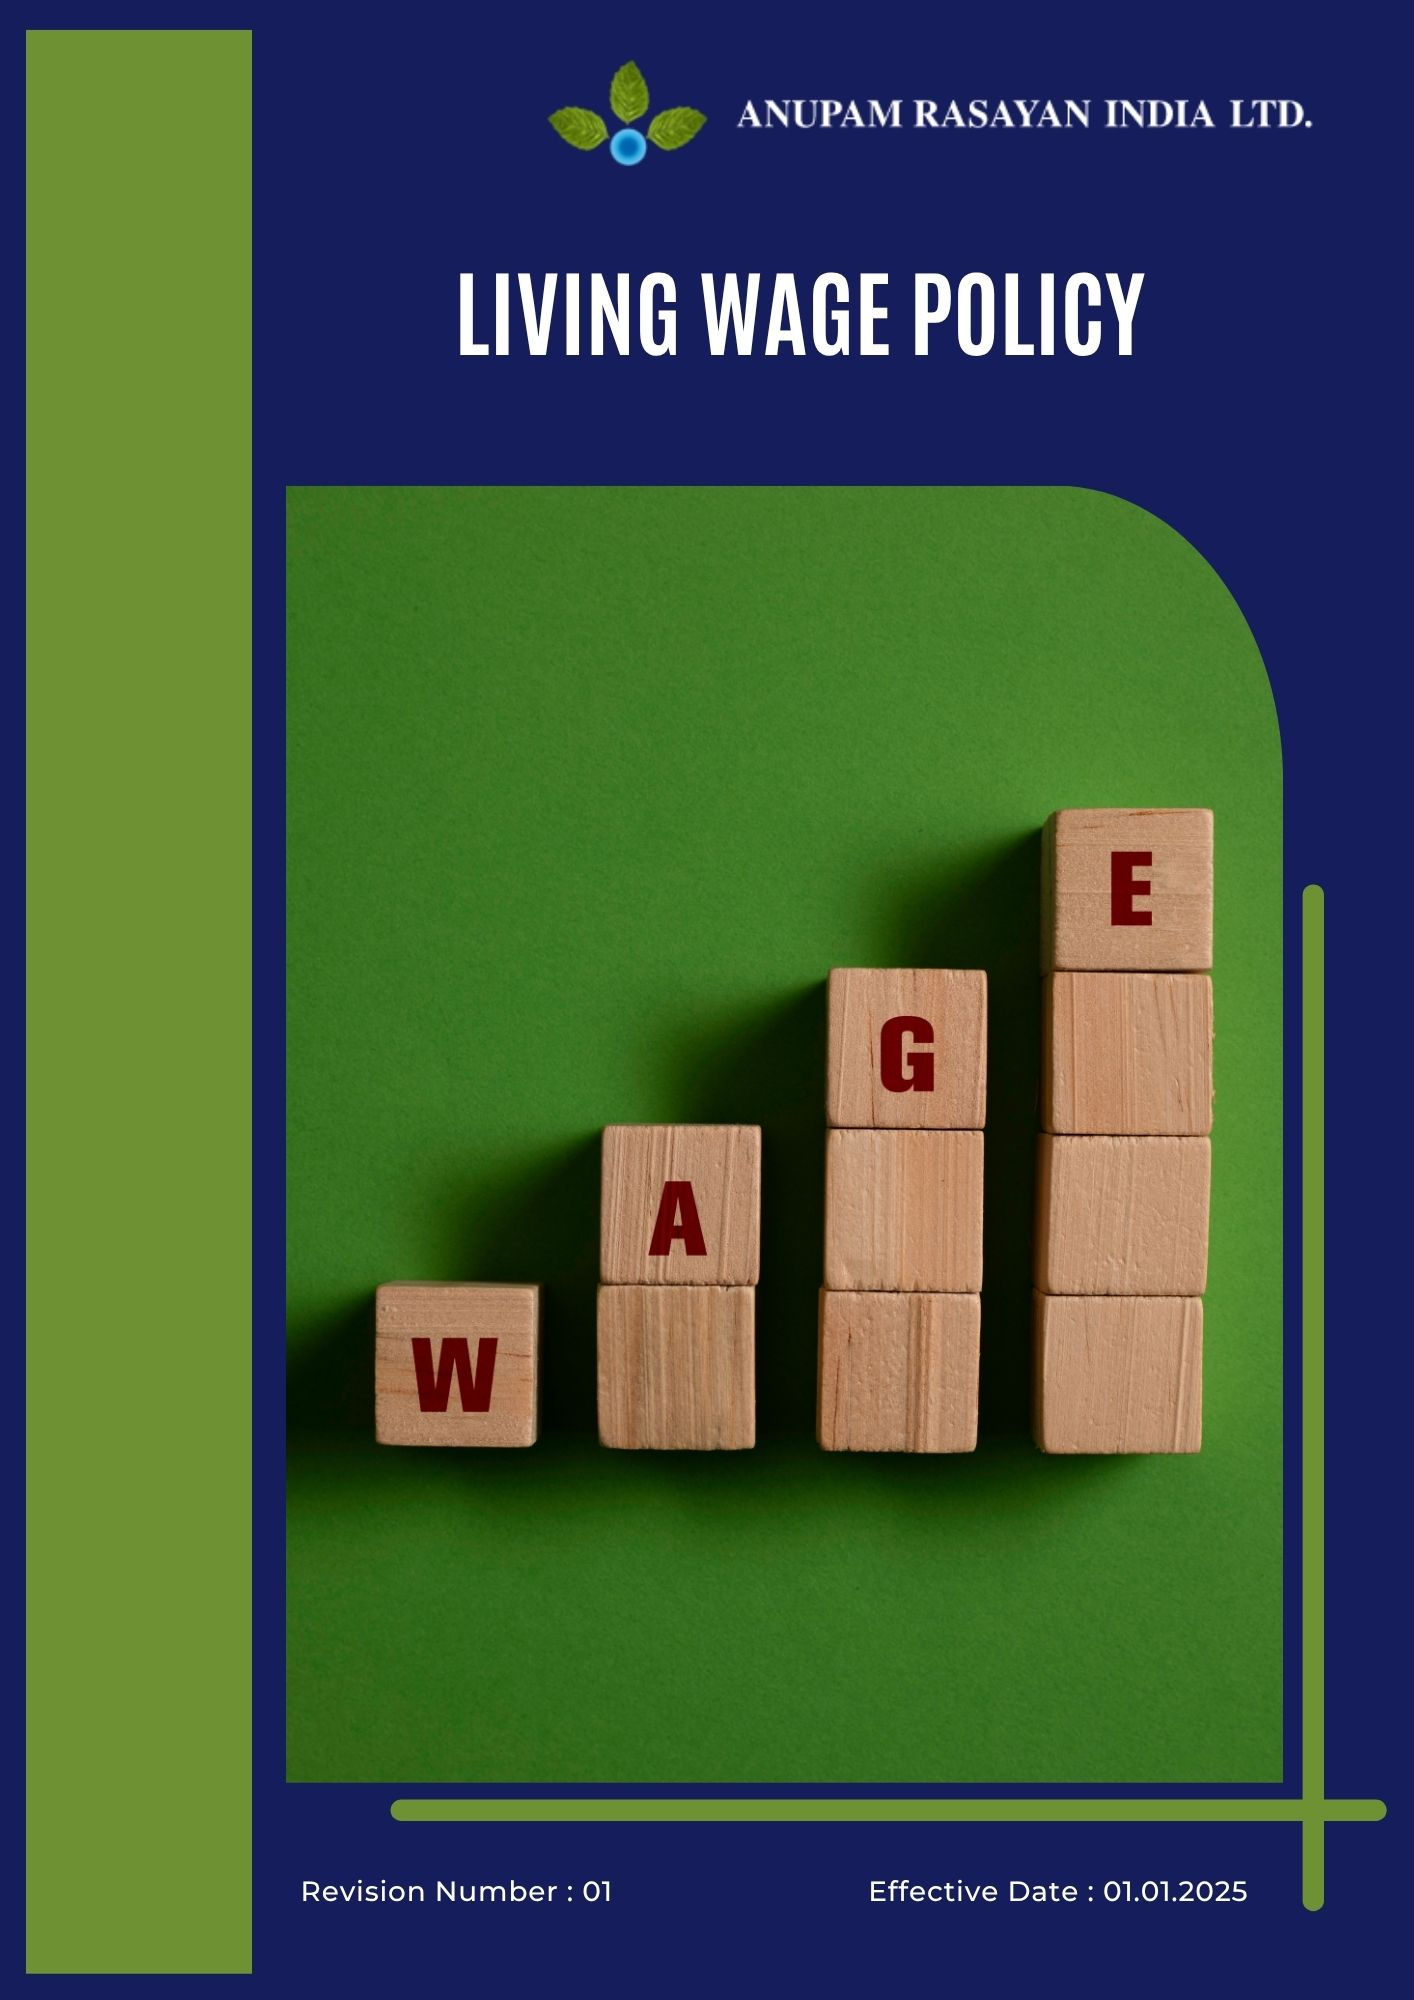 ANUPAM RASAYAN INDIA LTD.
LIVING WAGE POLICY
E
G
A
W
Revision Number : 01
Effective Date : 01.01.2025